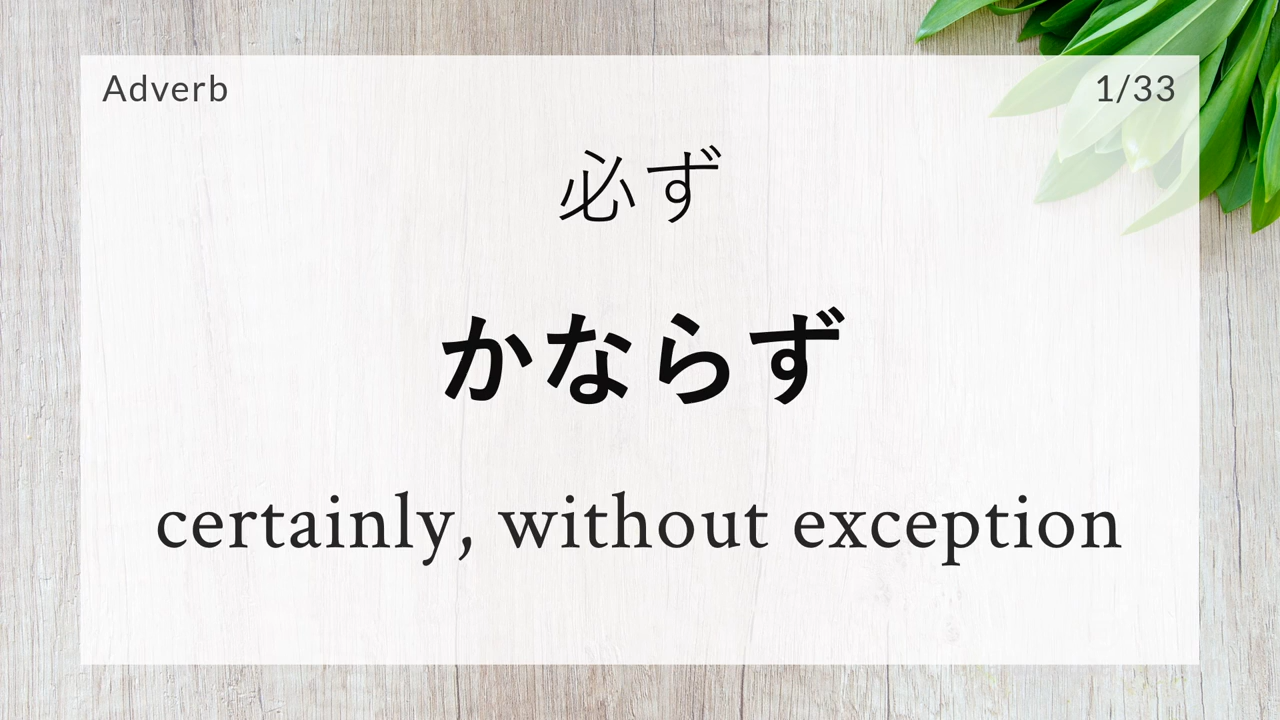 Adverb
1/33
必ず
かならず
certainly, without exception